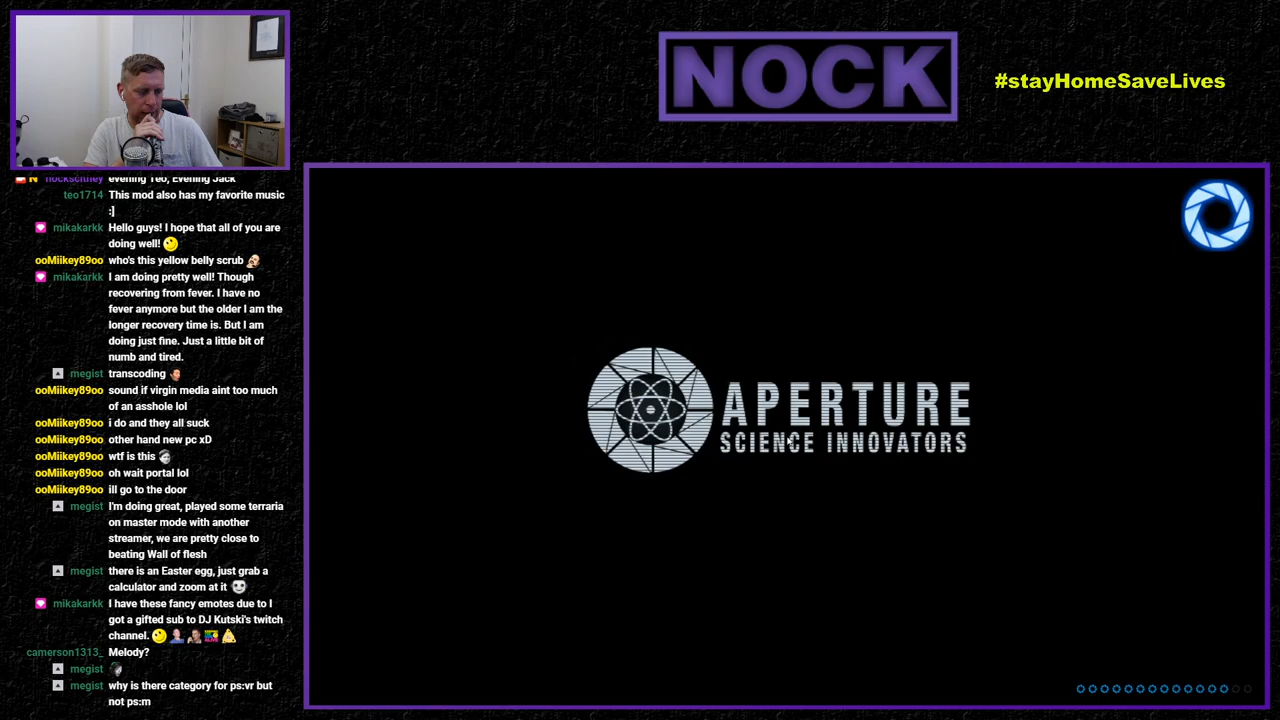 NOCK
#stayHomeSaveLives
nockscitney evening Teo, Evening Jack
teo1714 This mod also has my favorite music
:]
mikakarkk Hello guys! I hope that all of you are
doing well!
ooMiikey89oo who's this yellow belly scrub
mikakarkk I am doing pretty well! Though
recovering from fever. I have no
fever anymore but the older I am the
longer recovery time is. But I am
doing just fine. Just a little bit of
numb and tired.
megist transcoding
ooMiikey89oo sound if virgin media aint too much
of an asshole lol
ooMiikey89oo i do and they all suck
ooMiikey89oo other hand new pc xD
ooMiikey89oo wtf is this
ooMiikey89oo oh wait portal lol
ooMiikey89oo ill go to the door
megist I'm doing great, played some terraria
on master mode with another
streamer, we are pretty close to
beating Wall of flesh
megist there is an Easter egg, just grab a
calculator and zoom at it
mikakarkk I have these fancy emotes due to I
got a gifted sub to DJ Kutski's twitch
channel.
camerson1313_ Melody?
megist
megist why is there category for ps:vr but
not ps:m
APERTURE
SCIENCE INNOVATORS